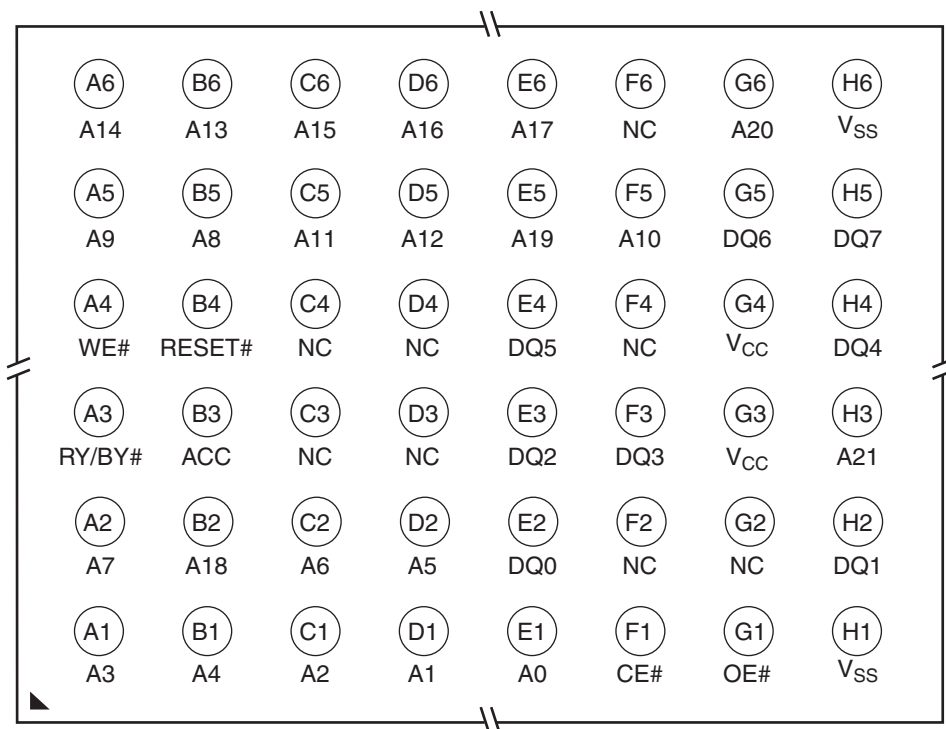 A6 B6 C6 D6 E6 F6 G6 H6
A14 A13 A15 A16 A17 NC A20 VSS
A5 B5 C5 D5 E5 F5 G5 H5
A9 A8 A11 A12 A19 A10 DQ6 DQ7
A4 B4 C4 D4 E4 F4 G4 H4
WE# RESET# NC NC DQ5 NC VCC DQ4
A3 B3 C3 D3 E3 F3 G3 H3
RY/BY# ACC NC NC DQ2 DQ3 VCC A21
A2 B2 C2 D2 E2 F2 G2 H2
A7 A18 A6 A5 DQ0 NC NC DQ1
A1 B1 C1 D1 E1 F1 G1 H1
A3 A4 A2 A1 A0 CE# OE# VSS